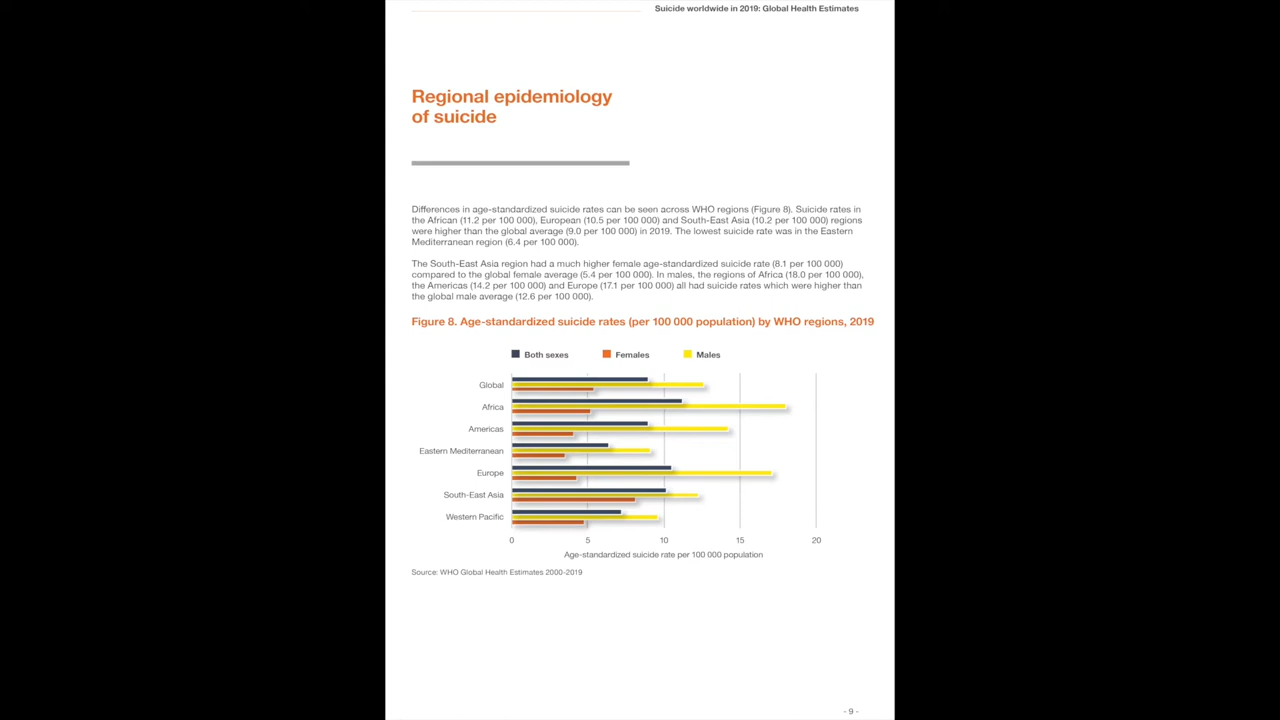 Suicide worldwide in 2019: Global Health Estimates
Regional epidemiology
of suicide
Differences in age-standardized suicide rates can be seen across WHO regions (Figure 8). Suicide rates in
the African (11.2 per 100 000), European (10.5 per 100 000) and South-East Asia (10.2 per 100 000) regions
were higher than the global average (9.0 per 100 000) in 2019. The lowest suicide rate was in the Eastern
Mediterranean region (6.4 per 100 000).
The South-East Asia region had a much higher female age-standardized suicide rate (8.1 per 100 000)
compared to the global female average (5.4 per 100 000). In males, the regions of Africa (18.0 per 100 000),
the Americas (14.2 per 100 000) and Europe (17.1 per 100 000) all had suicide rates which were higher than
the global male average (12.6 per 100 000).
Figure 8. Age-standardized suicide rates (per 100 000 population) by WHO regions, 2019
Both sexes Females Males
Global
Africa
Americas
Eastern Mediterranean
Europe
South-East Asia
Western Pacific
0 5 10 15 20
Age-standardized suicide rate per 100 000 population
Source: WHO Global Health Estimates 2000-2019
- 9 -